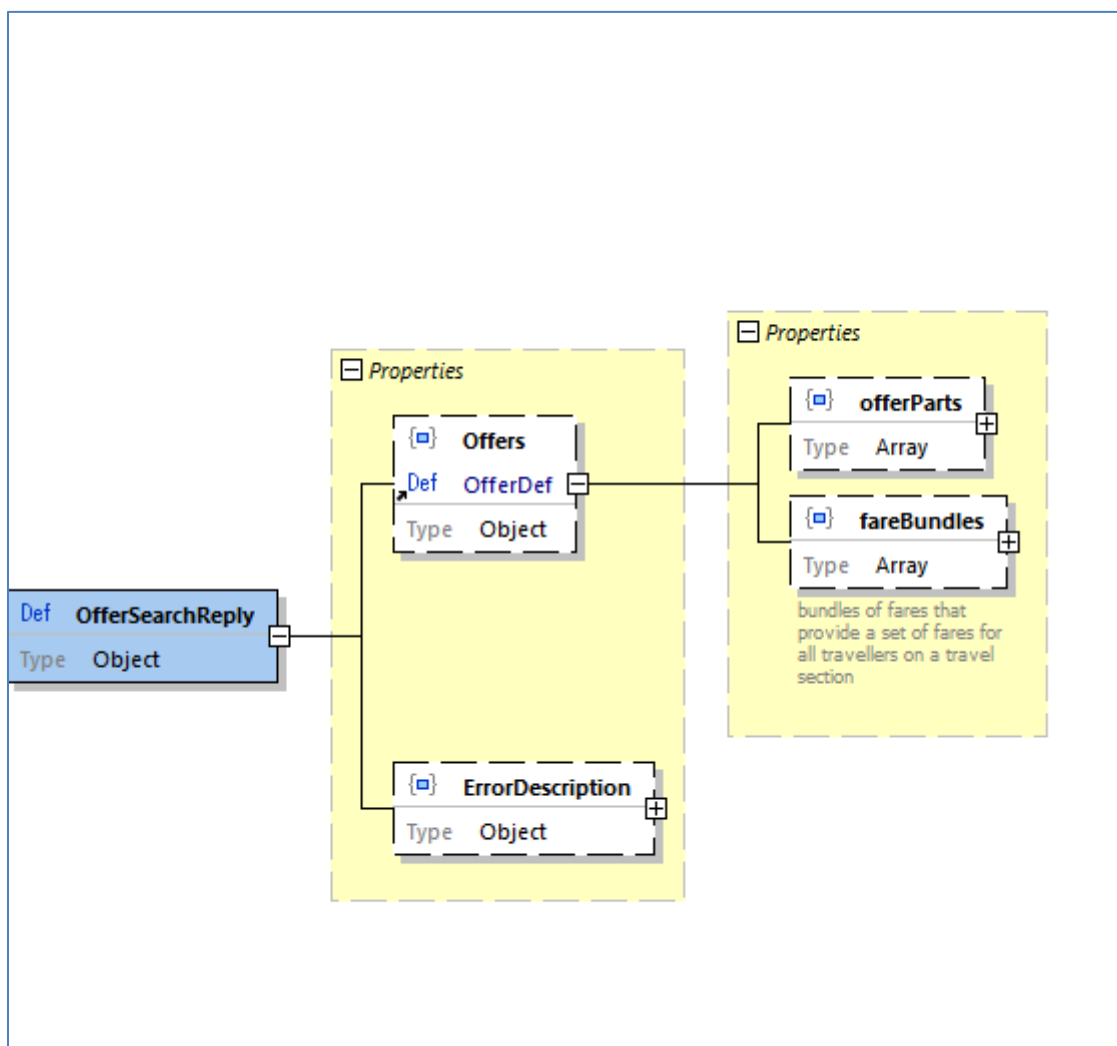 Properties
offerParts
Type Array
fareBundles
Type Array
bundles of fares that
provide a set of fares for
all travellers on a travel
section
Properties
Offers
Def OfferDef
Type Object
Def OfferSearchReply
Type Object
ErrorDescription
Type Object